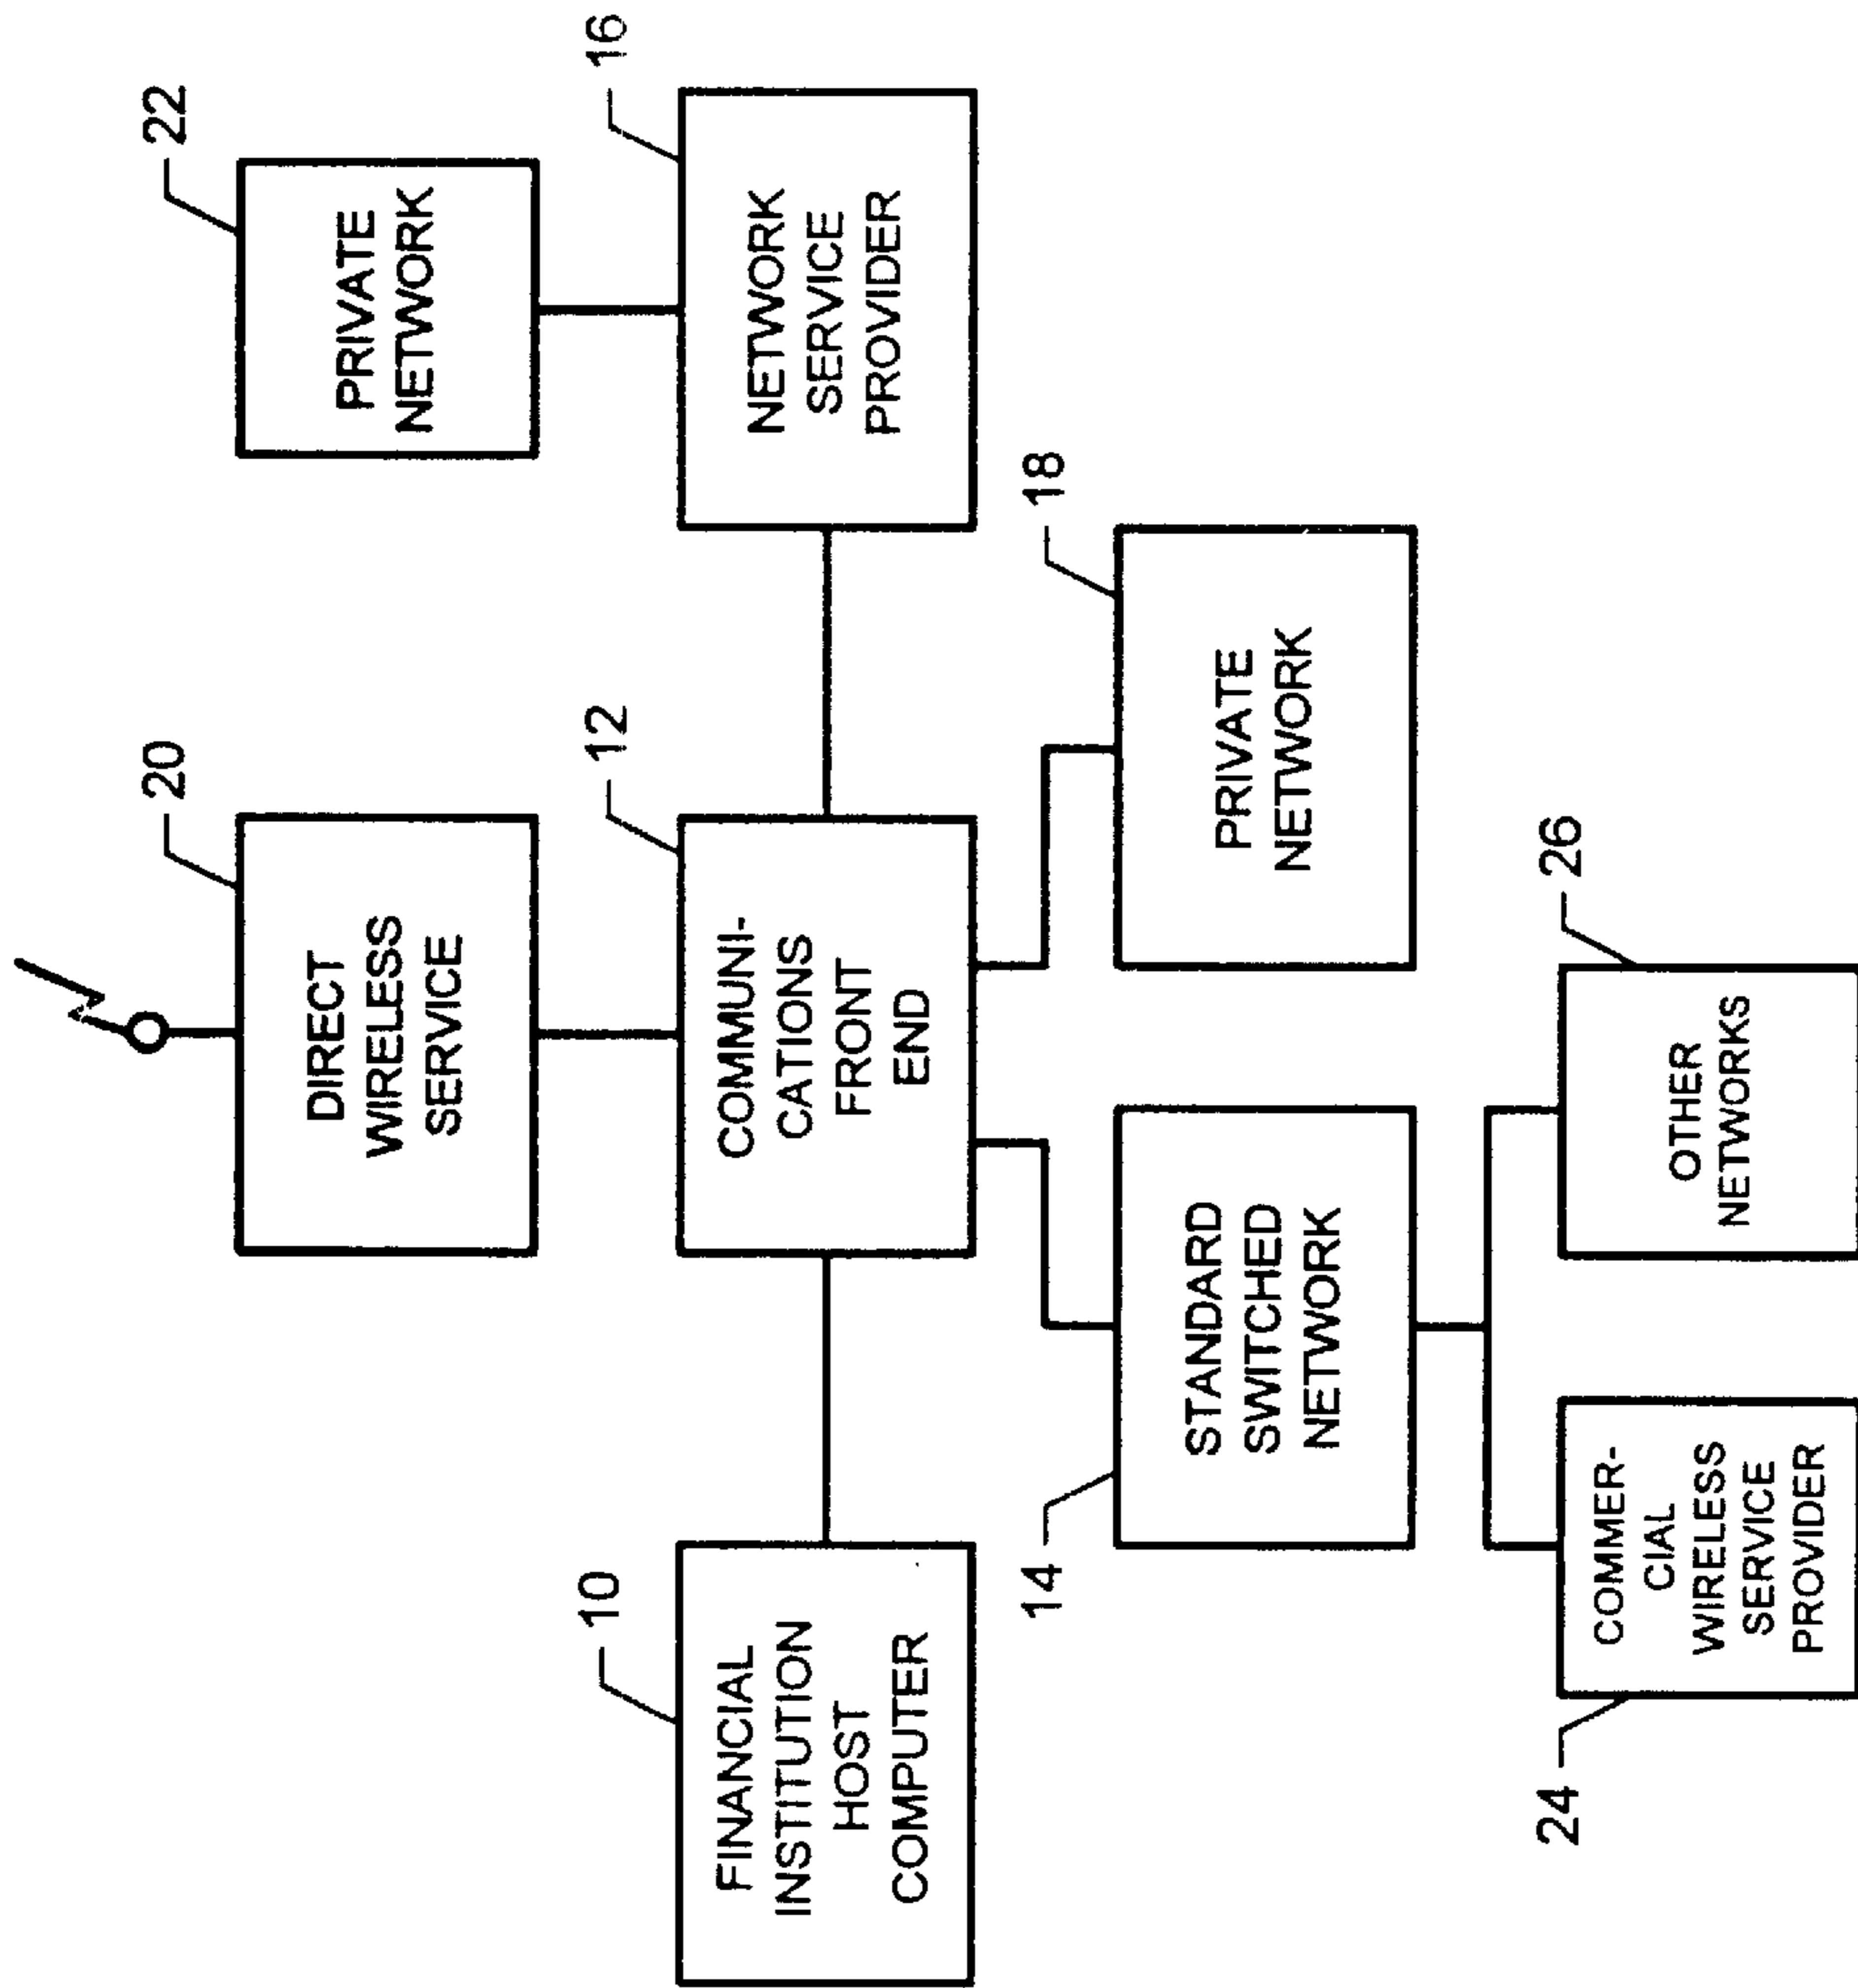 20
DIRECT
WIRELESS
SERVICE
22
PRIVATE
NETWORK
10
FINANCIAL
INSTITUTION
HOST
COMPUTER
12
COMMUNI-
CATIONS
FRONT
END
16
NETWORK
SERVICE
PROVIDER
14
STANDARD
SWITCHED
NETWORK
18
PRIVATE
NETWORK
24
COMMER-
CIAL
WIRELESS
SERVICE
PROVIDER
26
OTHER
NETWORKS